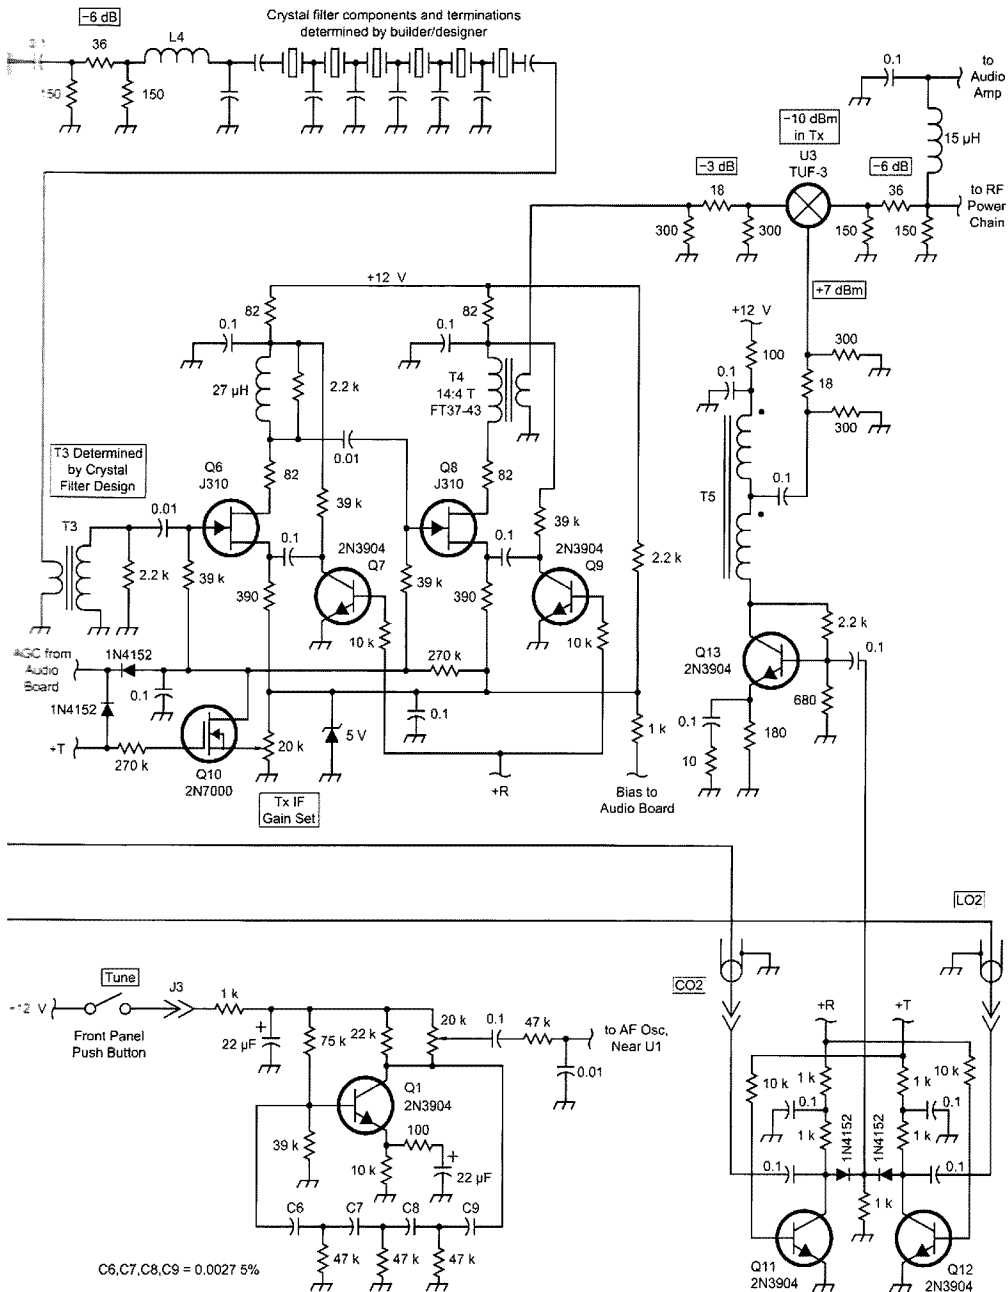 −6 dB
36
L4
150
150
Crystal filter components and terminations
determined by builder/designer
0.1
to
Audio
Amp
15 µH
−10 dBm
in Tx
U3
TUF-3
−3 dB
18
300
300
−6 dB
36
150
150
to RF
Power
Chain
+7 dBm
+12 V
82
0.1
27 µH
2.2 k
82
0.1
T4
14:4 T
FT37-43
+12 V
100
0.1
300
18
300
T5
0.1
T3 Determined
by Crystal
Filter Design
T3
0.01
2.2 k
39 k
Q6
J310
82
0.01
39 k
0.1
390
2N3904
Q7
10 k
Q8
J310
82
39 k
0.1
39 k
390
2N3904
Q9
10 k
2.2 k
AGC from
Audio
Board
1N4152
0.1
1N4152
+T
270 k
Q10
2N7000
20 k
Tx IF
Gain Set
5 V
0.1
270 k
+R
1 k
Bias to
Audio Board
Q13
2N3904
2.2 k
0.1
680
0.1
10
180
LO2
CO2
+12 V
Tune
Front Panel
Push Button
J3
1 k
+
22 µF
75 k
22 k
20 k
0.1
47 k
to AF Osc,
Near U1
0.01
Q1
2N3904
39 k
100
10 k
+
22 µF
C6
C7
C8
C9
47 k
47 k
47 k
C6,C7,C8,C9 = 0.0027 5%
+R
+T
10 k
1 k
1 k
10 k
0.1
0.1
1 k
1N4152
1N4152
1 k
0.1
0.1
1 k
Q11
2N3904
Q12
2N3904